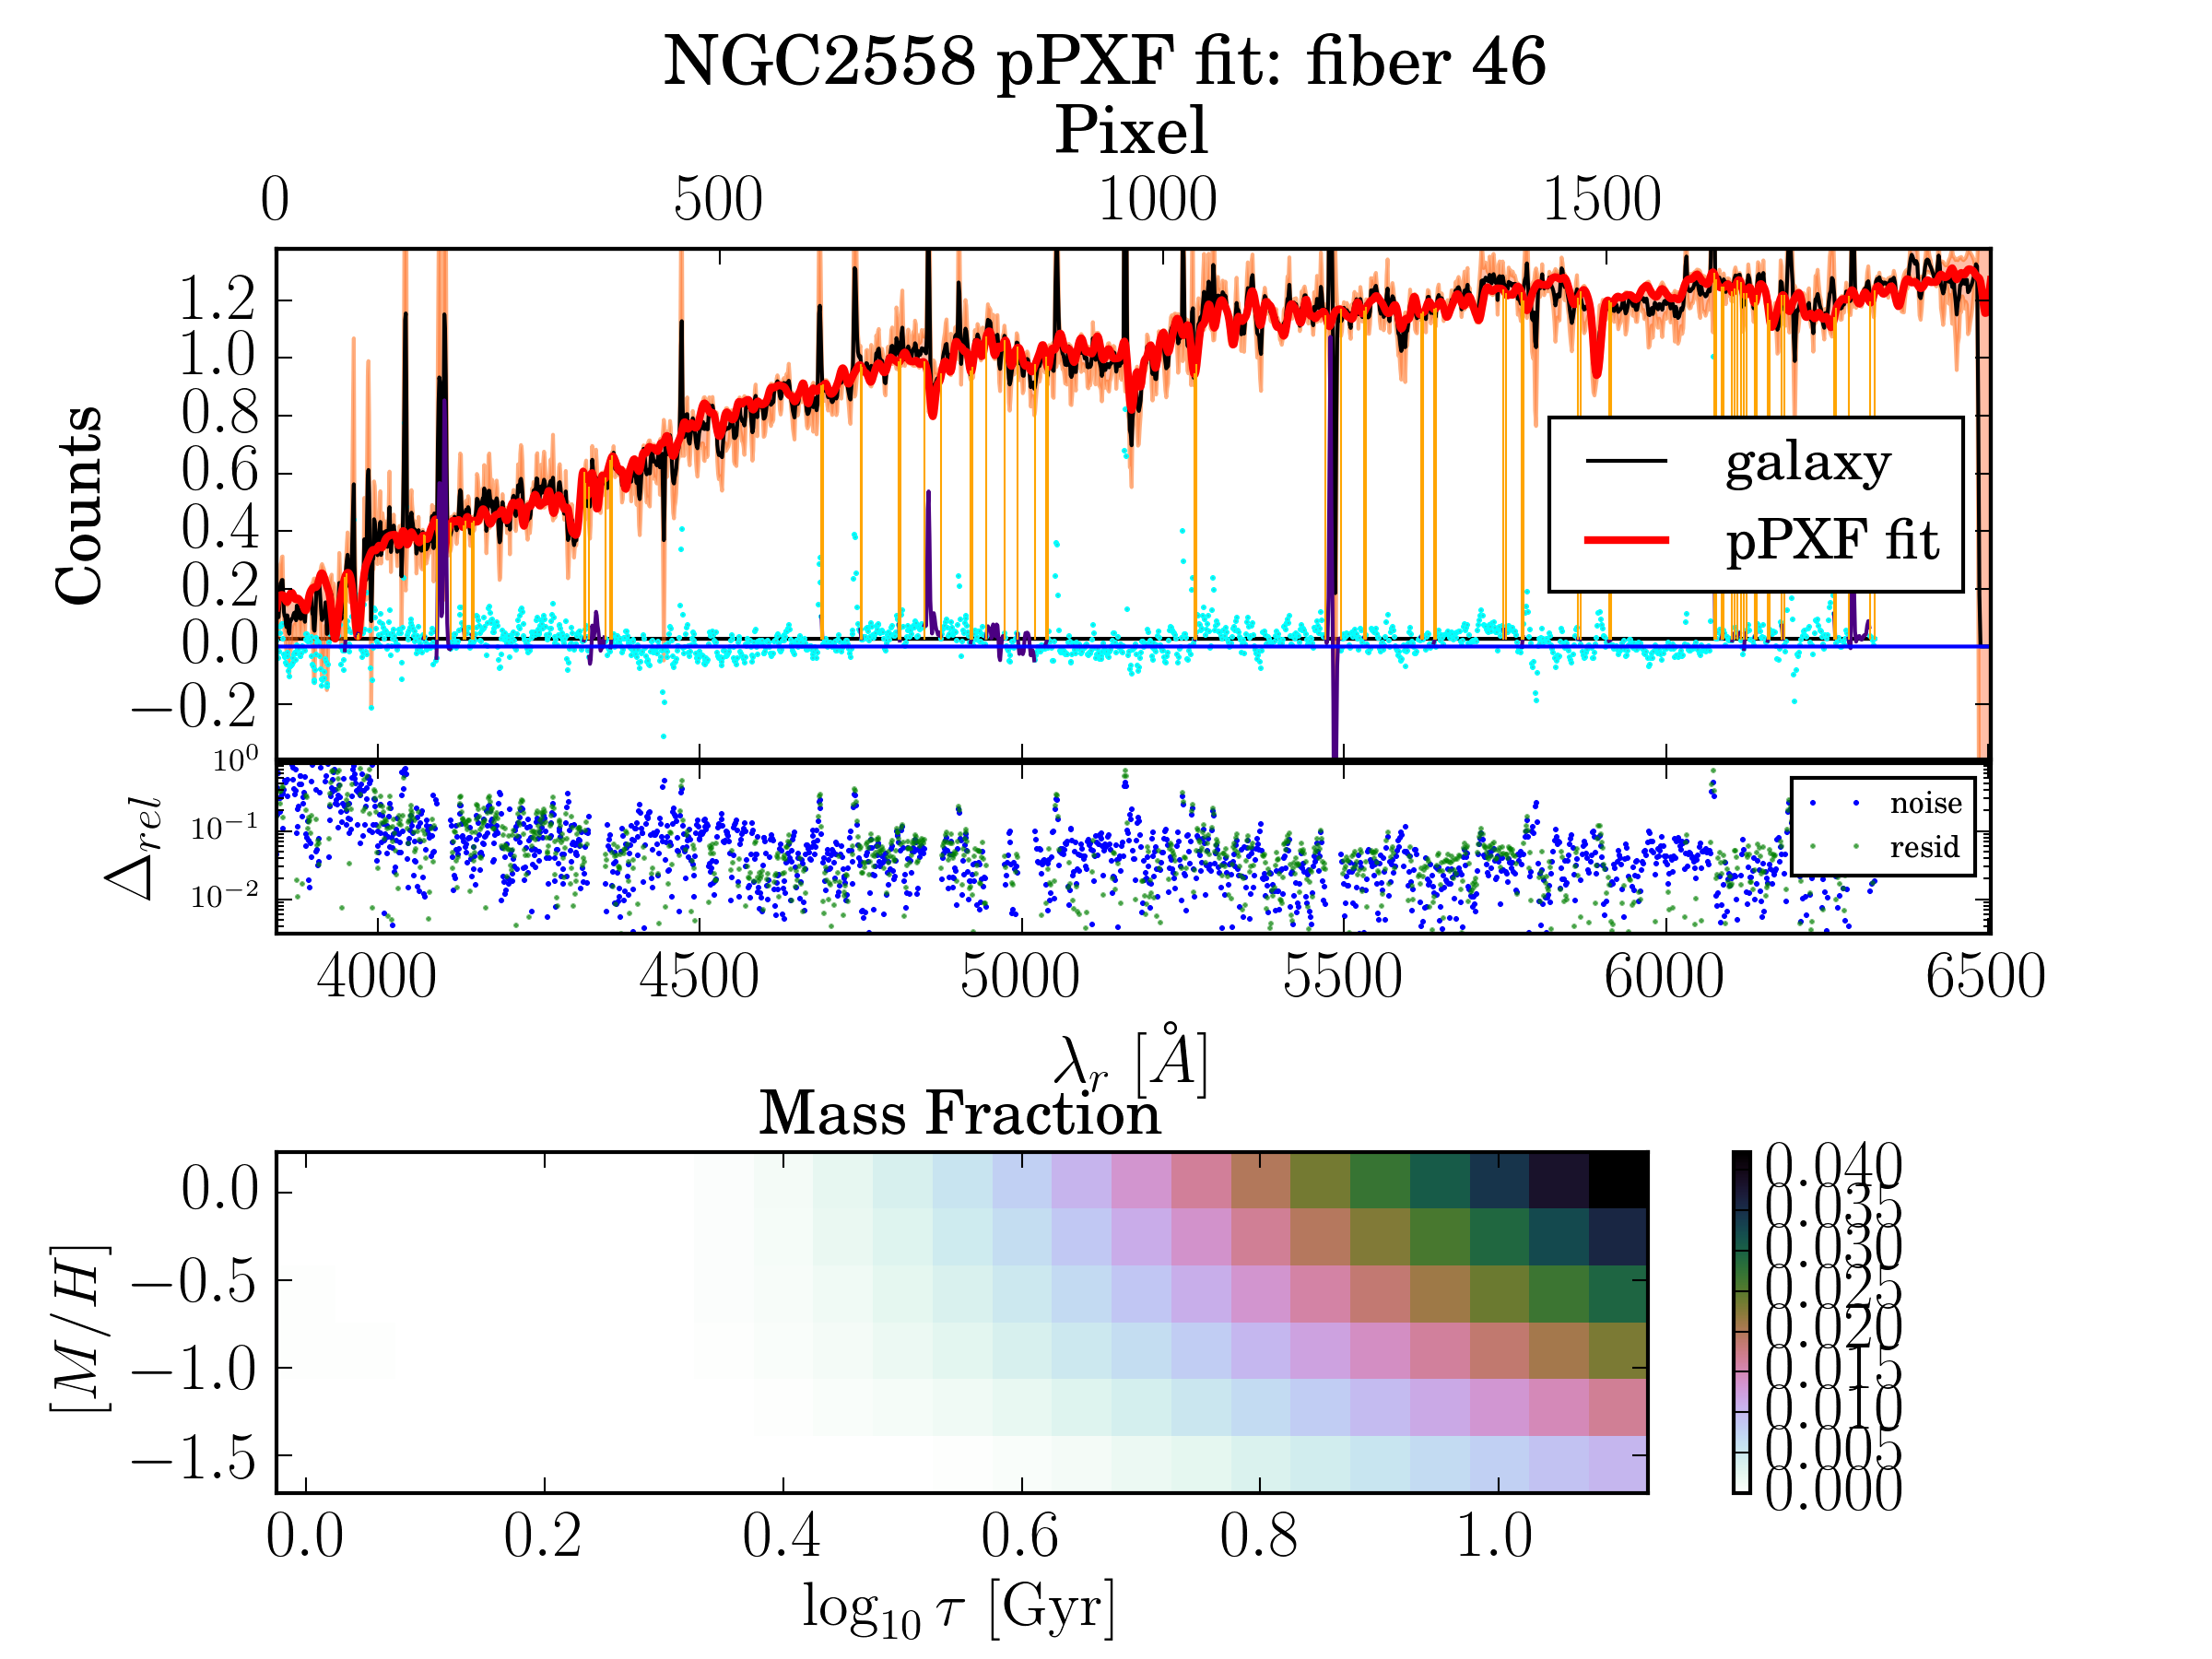 NGC2558 pPXF fit: fiber 46
Pixel
0 500 1000 1500
Counts
1.2
1.0
0.8
0.6
0.4
0.2
0.0
−0.2
galaxy
pPXF fit
Δrel
10⁰
10⁻¹
10⁻²
noise
resid
4000 4500 5000 5500 6000 6500
λr [Å]
Mass Fraction
[M/H]
0.0
−0.5
−1.0
−1.5
0.0 0.2 0.4 0.6 0.8 1.0
log₁₀ τ [Gyr]
0.040
0.035
0.030
0.025
0.020
0.015
0.010
0.005
0.000